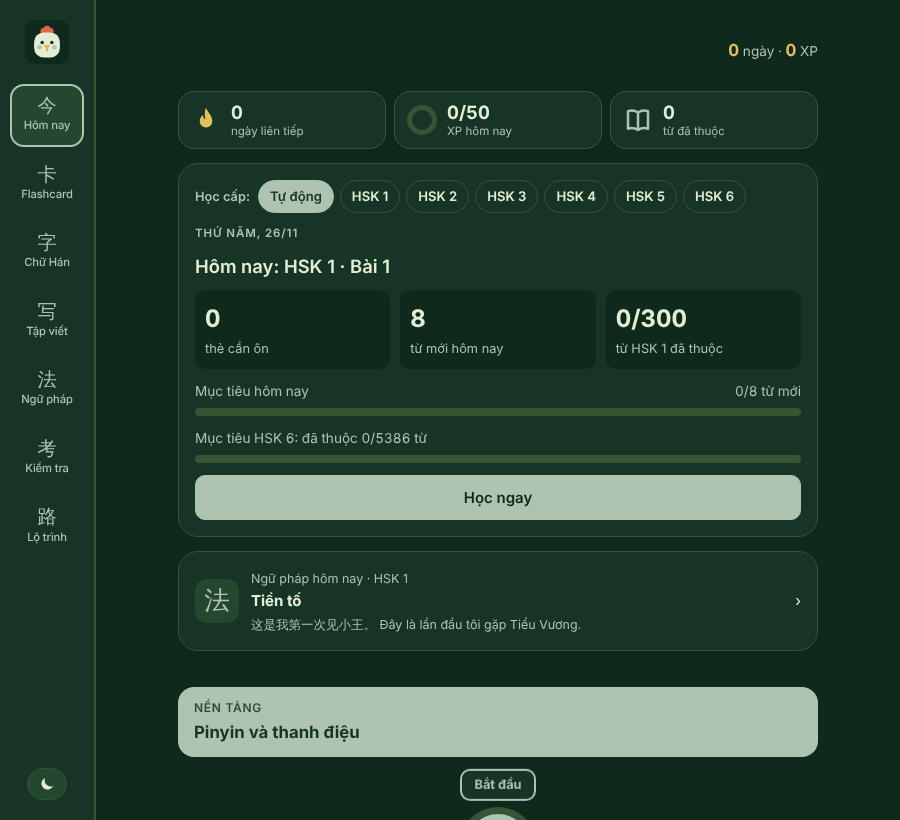 今
Hôm nay
卡
Flashcard
字
Chữ Hán
写
Tập viết
法
Ngữ pháp
考
Kiểm tra
路
Lộ trình
0 ngày · 0 XP
0
ngày liên tiếp
0/50
XP hôm nay
0
từ đã thuộc
Học cấp: Tự động HSK 1 HSK 2 HSK 3 HSK 4 HSK 5 HSK 6
THỨ NĂM, 26/11
Hôm nay: HSK 1 · Bài 1
0
thẻ cần ôn
8
từ mới hôm nay
0/300
từ HSK 1 đã thuộc
Mục tiêu hôm nay 0/8 từ mới
Mục tiêu HSK 6: đã thuộc 0/5386 từ
Học ngay
法
Ngữ pháp hôm nay · HSK 1
Tiền tố
这是我第一次见小王。 Đây là lần đầu tôi gặp Tiểu Vương.
›
NỀN TẢNG
Pinyin và thanh điệu
Bắt đầu